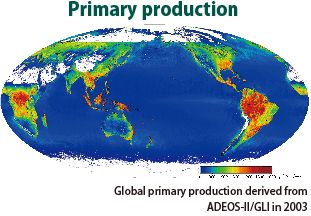 Primary production
Global primary production derived from
ADEOS-II/GLI in 2003